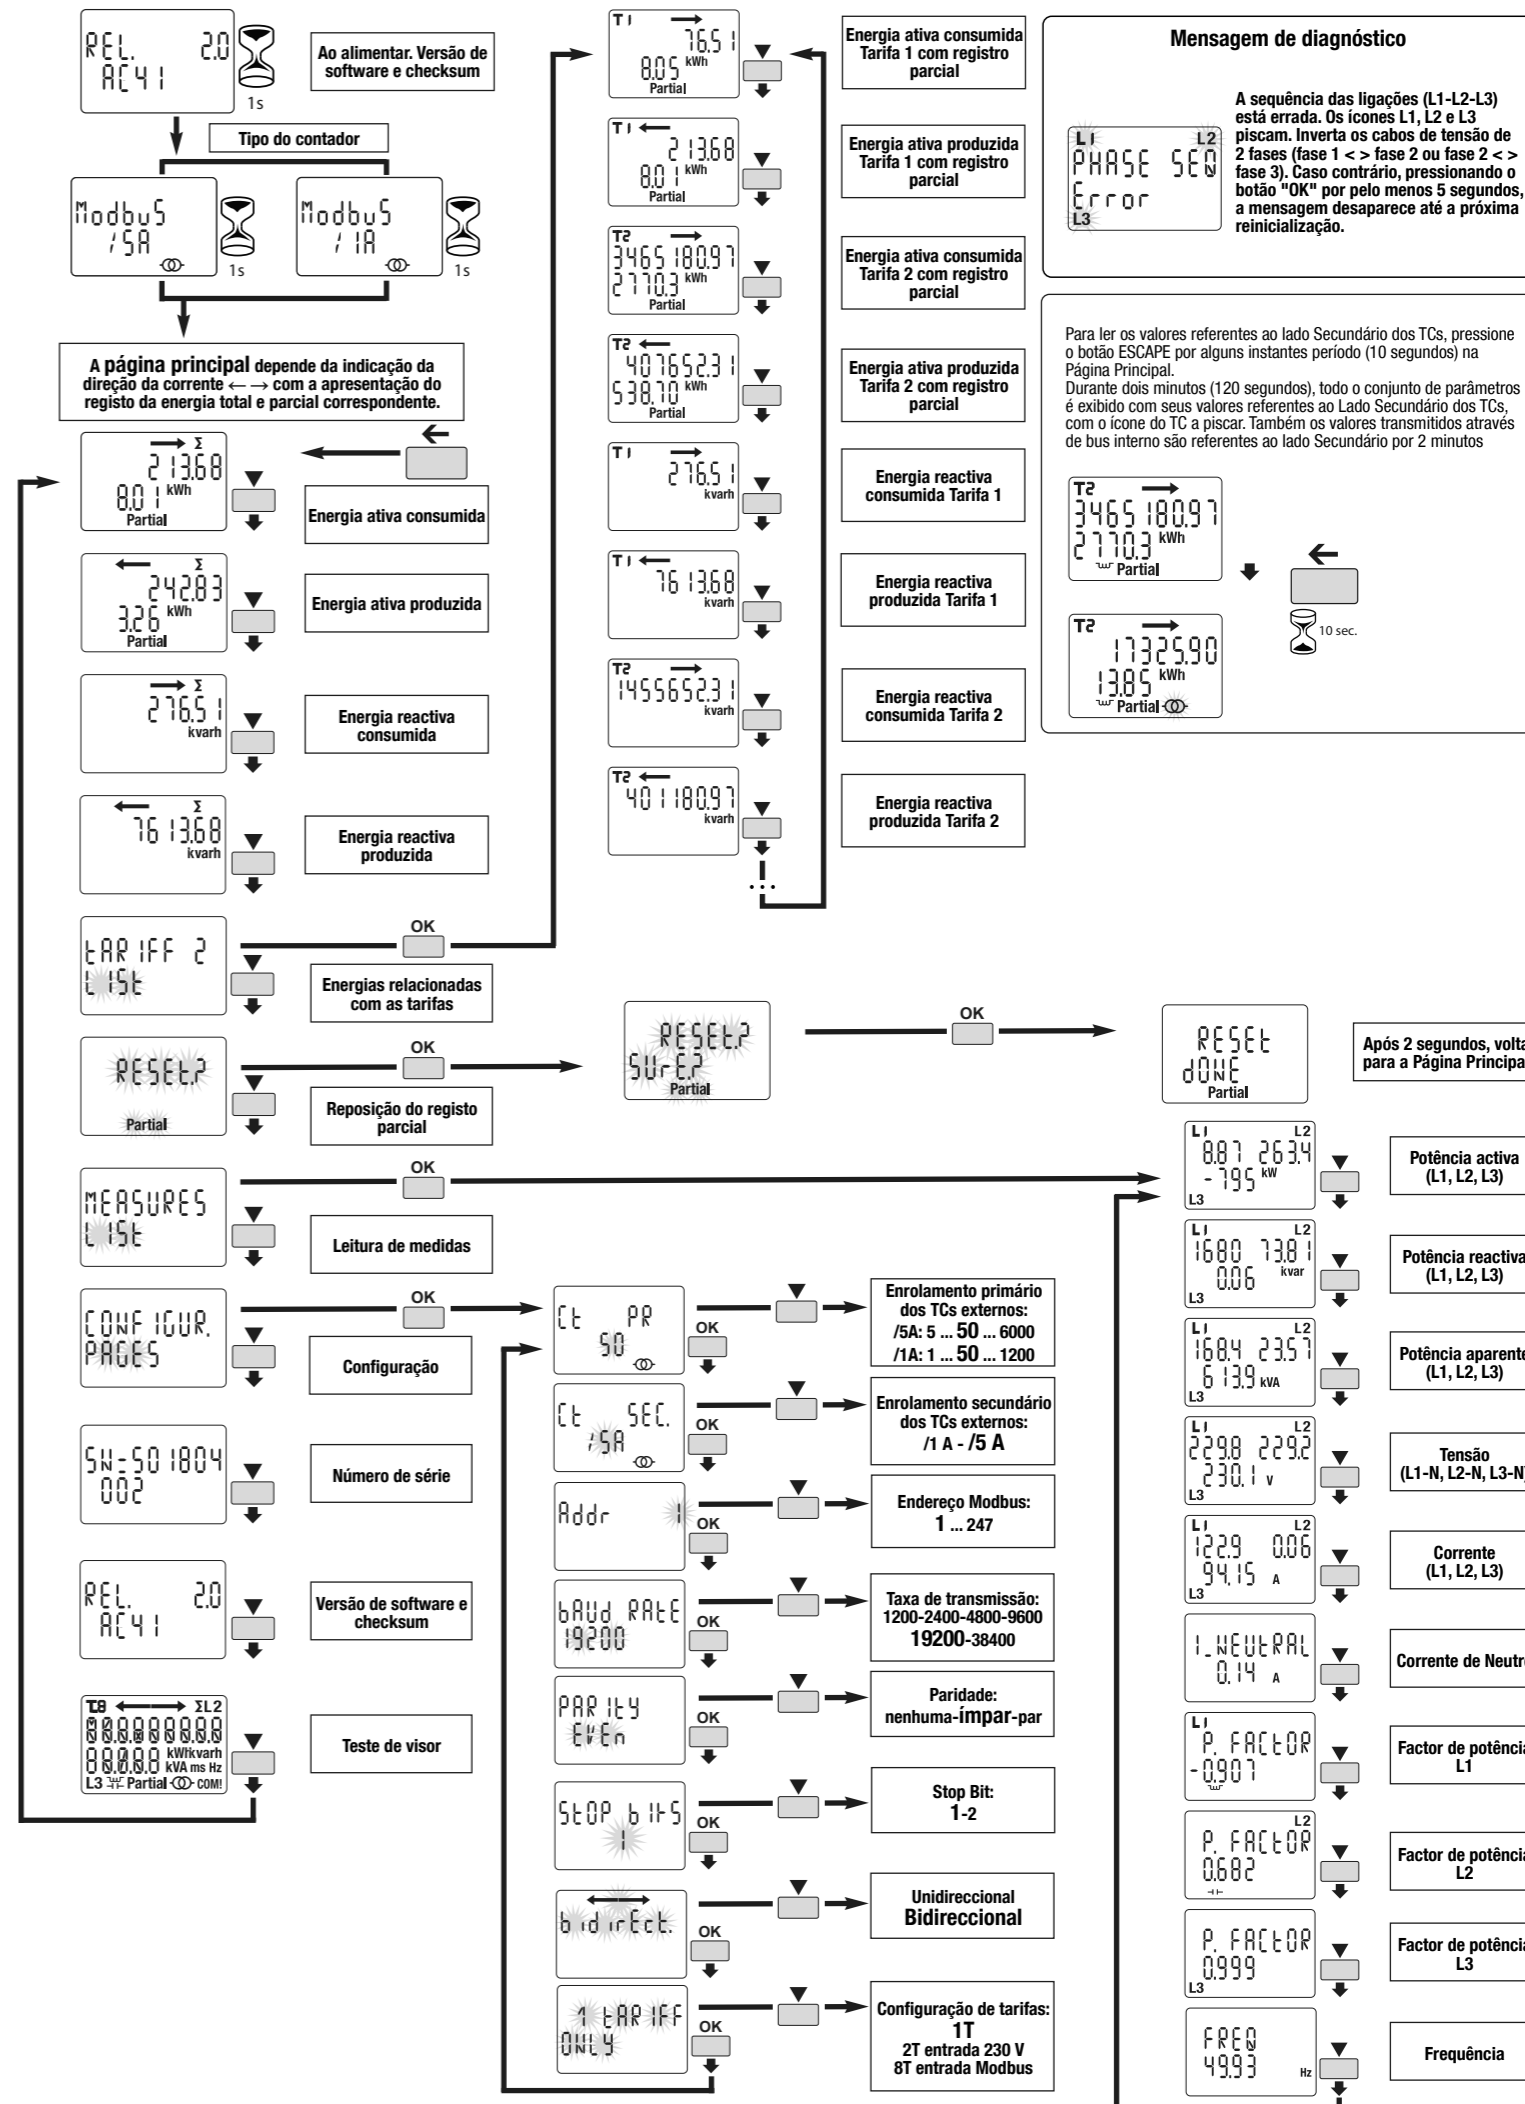 REL. 2.0
AC41
1s
Ao alimentar. Versão de
software e checksum
Tipo do contador
ModbuS
/5A
1s
ModbuS
/1A
1s
A página principal depende da indicação da
direção da corrente ←→ com a apresentação do
registo da energia total e parcial correspondente.
→ Σ
213.68
8.01 kWh
Partial
Energia ativa consumida
← Σ
242.83
3.26 kWh
Partial
Energia ativa produzida
→ Σ
276.51
kvarh
Energia reactiva
consumida
← Σ
7613.68
kvarh
Energia reactiva
produzida
tARIFF 2
LISt
OK
Energias relacionadas
com as tarifas
RESEt?
Partial
OK
Reposição do registo
parcial
RESEt?
SUrE?
Partial
OK
RESEt
dONE
Partial
Após 2 segundos, volta
para a Página Principa
MEASURES
LISt
OK
Leitura de medidas
CONFIGUR.
PAGES
OK
Configuração
SN=501804
002
Número de série
REL. 2.0
AC41
Versão de software e
checksum
T.8 ←→ ΣL2
kWhkvarh
kVA ms Hz
L3 Partial COM!
Teste de visor
T1 →
76.51
8.05 kWh
Partial
Energia ativa consumida
Tarifa 1 com registro
parcial
T1 ←
213.68
8.01 kWh
Partial
Energia ativa produzida
Tarifa 1 com registro
parcial
T2 →
3465180.97
2770.3 kWh
Partial
Energia ativa consumida
Tarifa 2 com registro
parcial
T2 ←
407652.31
538.70 kWh
Partial
Energia ativa produzida
Tarifa 2 com registro
parcial
T1 →
276.51
kvarh
Energia reactiva
consumida Tarifa 1
T1 ←
7613.68
kvarh
Energia reactiva
produzida Tarifa 1
T2 →
1455652.31
kvarh
Energia reactiva
consumida Tarifa 2
T2 ←
401180.97
kvarh
Energia reactiva
produzida Tarifa 2
...
Mensagem de diagnóstico
L1 L2
PHASE SEQ
Error
L3
A sequência das ligações (L1-L2-L3)
está errada. Os ícones L1, L2 e L3
piscam. Inverta os cabos de tensão de
2 fases (fase 1 < > fase 2 ou fase 2 < >
fase 3). Caso contrário, pressionando o
botão "OK" por pelo menos 5 segundos,
a mensagem desaparece até a próxima
reinicialização.
Para ler os valores referentes ao lado Secundário dos TCs, pressione
o botão ESCAPE por alguns instantes período (10 segundos) na
Página Principal.
Durante dois minutos (120 segundos), todo o conjunto de parâmetros
é exibido com seus valores referentes ao Lado Secundário dos TCs,
com o ícone do TC a piscar. Também os valores transmitidos através
de bus interno são referentes ao lado Secundário por 2 minutos
T2 →
3465180.97
2770.3 kWh
Partial
10 sec.
T2 →
17325.90
13.85 kWh
Partial
Ct PR
50
OK
Enrolamento primário
dos TCs externos:
/5A: 5 ... 50 ... 6000
/1A: 1 ... 50 ... 1200
Ct SEC.
/5A
OK
Enrolamento secundário
dos TCs externos:
/1 A - /5 A
Addr 1
OK
Endereço Modbus:
1 ... 247
bAUd RAtE
19200
OK
Taxa de transmissão:
1200-2400-4800-9600
19200-38400
PARItY
EVEn
OK
Paridade:
nenhuma-ímpar-par
StOP bItS
1
OK
Stop Bit:
1-2
←→
bidirEct.
OK
Unidireccional
Bidireccional
1 tARIFF
ONLY
OK
Configuração de tarifas:
1T
2T entrada 230 V
8T entrada Modbus
L1 L2
8.87 263.4
-795 kW
L3
Potência activa
(L1, L2, L3)
L1 L2
1680 73.81
0.06 kvar
L3
Potência reactiva
(L1, L2, L3)
L1 L2
168.4 23.57
613.9 kVA
L3
Potência aparente
(L1, L2, L3)
L1 L2
229.8 229.2
230.1 V
L3
Tensão
(L1-N, L2-N, L3-N)
L1 L2
122.9 0.06
94.15 A
L3
Corrente
(L1, L2, L3)
I_NEUtRAL
0.14 A
Corrente de Neutr
L1
P. FACtOR
-0.907
Factor de potência
L1
L2
P. FACtOR
0.682
Factor de potência
L2
P. FACtOR
0.999
L3
Factor de potência
L3
FREQ
49.93 Hz
Frequência